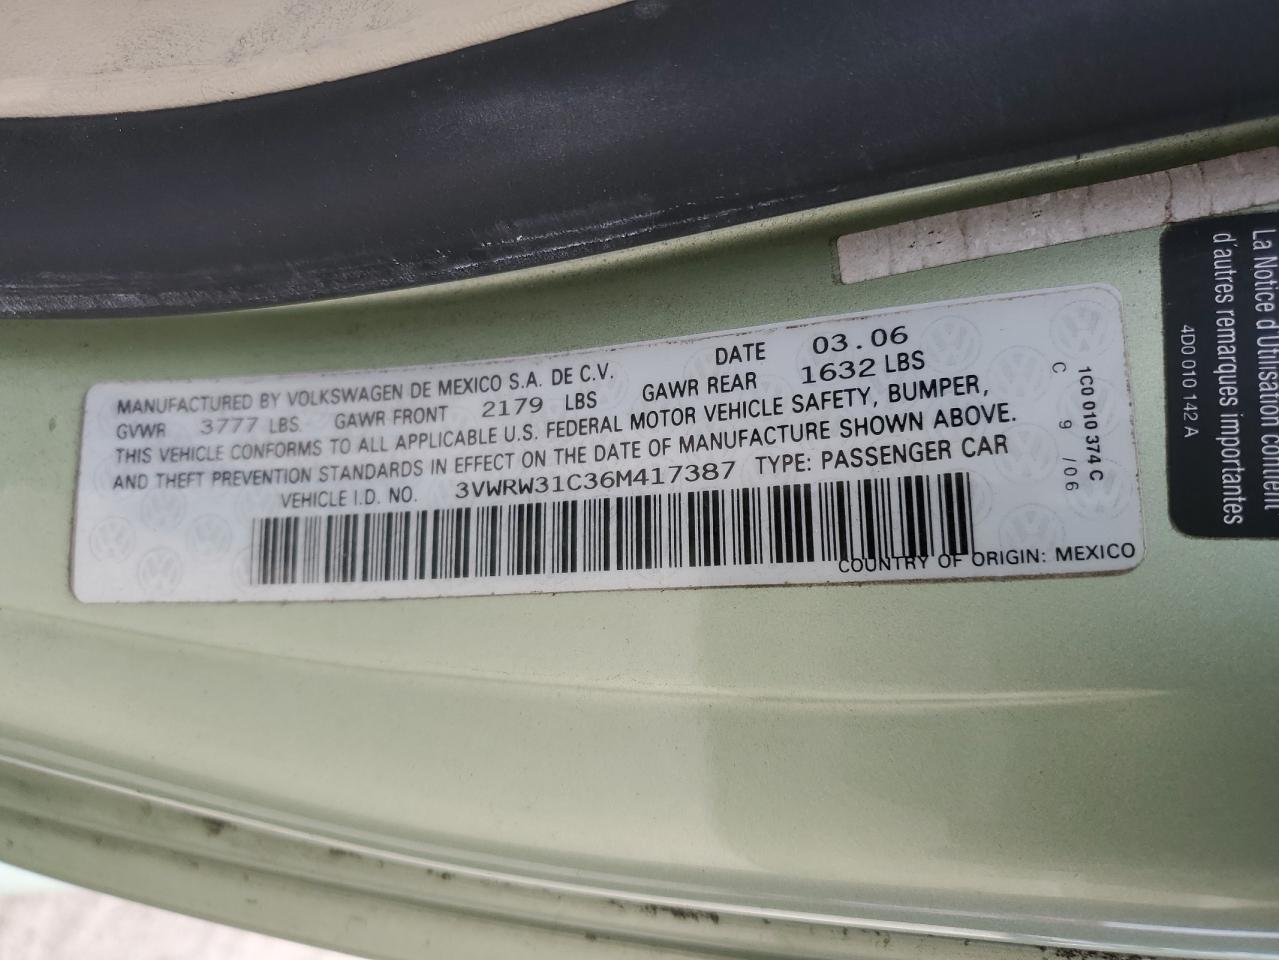 DATE 03.06
MANUFACTURED BY VOLKSWAGEN DE MEXICO S.A. DE C.V.
GVWR 3777 LBS. GAWR FRONT 2179 LBS GAWR REAR 1632 LBS
THIS VEHICLE CONFORMS TO ALL APPLICABLE U.S. FEDERAL MOTOR VEHICLE SAFETY, BUMPER,
AND THEFT PREVENTION STANDARDS IN EFFECT ON THE DATE OF MANUFACTURE SHOWN ABOVE.
VEHICLE I.D. NO. 3VWRW31C36M417387 TYPE: PASSENGER CAR
COUNTRY OF ORIGIN: MEXICO
1C0 010 374 C
C 9 /06
La Notice d'Utilisation contient
d'autres remarques importantes
4D0 010 142 A